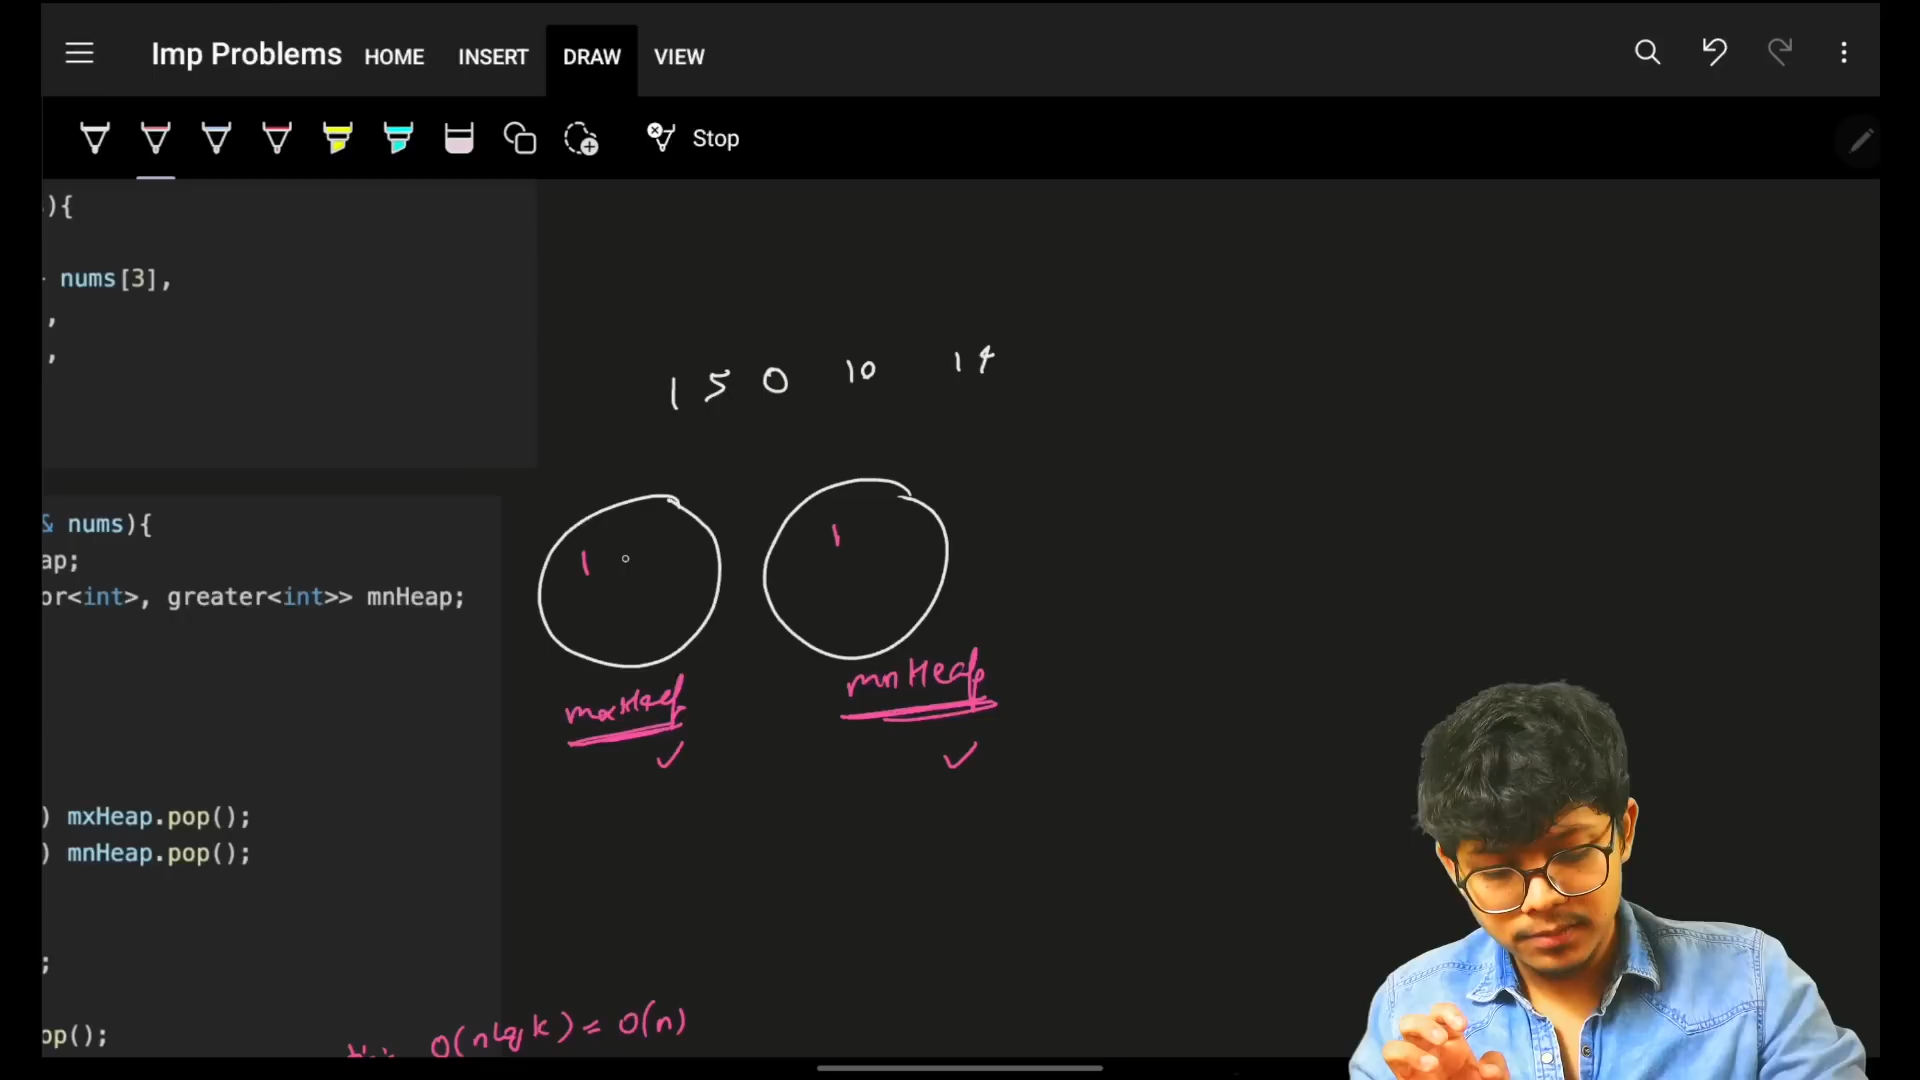 Imp Problems HOME INSERT DRAW VIEW
Stop
){
nums[3],
,
,
1 5 0 10 14
& nums){
ap;
or<int>, greater<int>> mnHeap;
1 1
mxHeap mnHeap
) mxHeap.pop();
) mnHeap.pop();
;
op();
O(n log k) = O(n)